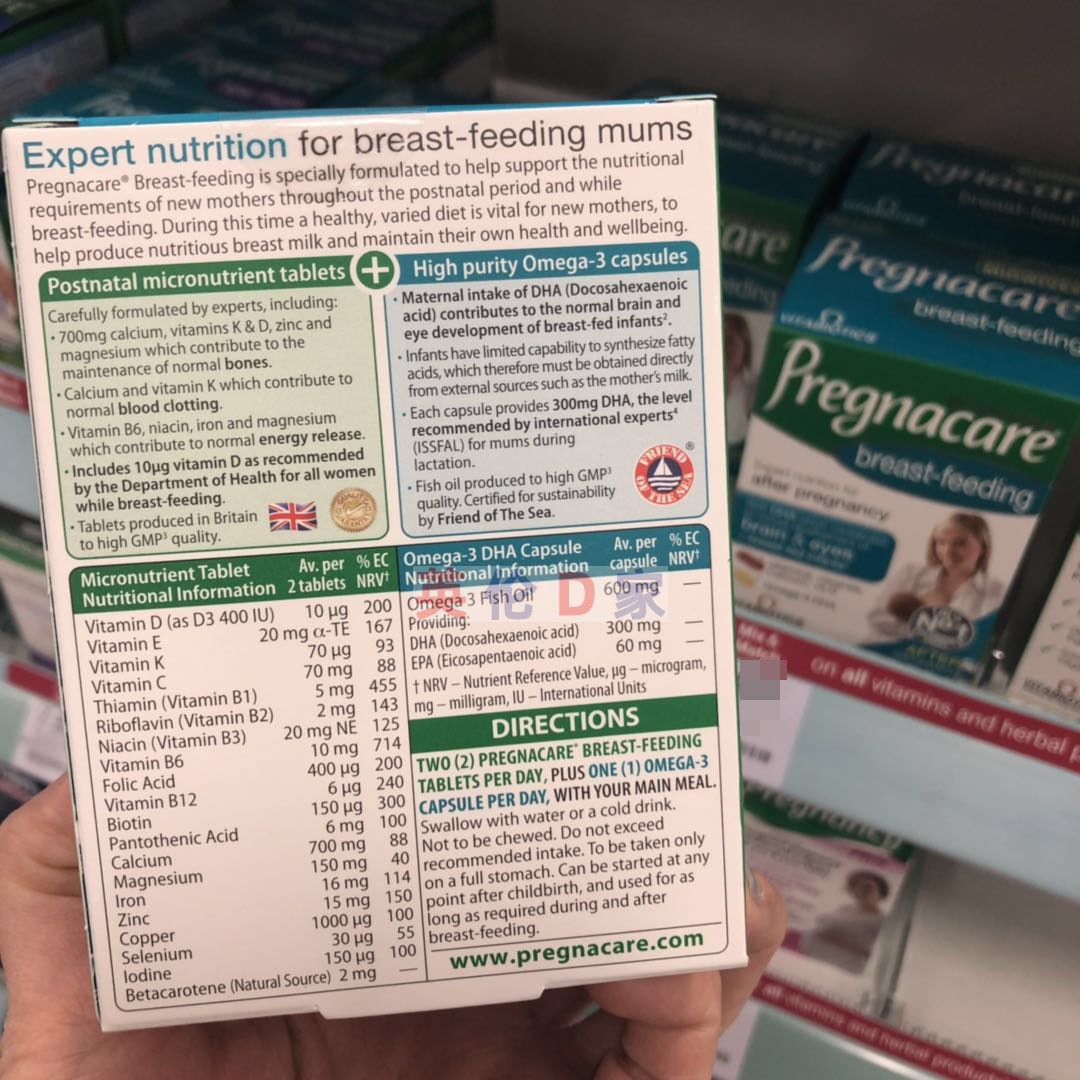 Expert nutrition for breast-feeding mums
Pregnacare® Breast-feeding is specially formulated to help support the nutritional
requirements of new mothers throughout the postnatal period and while
breast-feeding. During this time a healthy, varied diet is vital for new mothers, to
help produce nutritious breast milk and maintain their own health and wellbeing.
Postnatal micronutrient tablets
Carefully formulated by experts, including:
• 700mg calcium, vitamins K & D, zinc and
magnesium which contribute to the
maintenance of normal bones.
• Calcium and vitamin K which contribute to
normal blood clotting.
• Vitamin B6, niacin, iron and magnesium
which contribute to normal energy release.
• Includes 10µg vitamin D as recommended
by the Department of Health for all women
while breast-feeding.
• Tablets produced in Britain
to high GMP³ quality.
+
High purity Omega-3 capsules
• Maternal intake of DHA (Docosahexaenoic
acid) contributes to the normal brain and
eye development of breast-fed infants².
• Infants have limited capability to synthesize fatty
acids, which therefore must be obtained directly
from external sources such as the mother's milk.
• Each capsule provides 300mg DHA, the level
recommended by international experts⁴
(ISSFAL) for mums during
lactation.
• Fish oil produced to high GMP³
quality. Certified for sustainability
by Friend of The Sea.
FRIEND OF THE SEA ®
Micronutrient Tablet Av. per % EC
Nutritional Information 2 tablets NRV†
Vitamin D (as D3 400 IU) 10 µg 200
Vitamin E 20 mg α-TE 167
Vitamin K 70 µg 93
Vitamin C 70 mg 88
Thiamin (Vitamin B1) 5 mg 455
Riboflavin (Vitamin B2) 2 mg 143
Niacin (Vitamin B3) 20 mg NE 125
Vitamin B6 10 mg 714
Folic Acid 400 µg 200
Vitamin B12 6 µg 240
Biotin 150 µg 300
Pantothenic Acid 6 mg 100
Calcium 700 mg 88
Magnesium 150 mg 40
Iron 16 mg 114
Zinc 15 mg 150
Copper 1000 µg 100
Selenium 30 µg 55
Iodine 150 µg 100
Betacarotene (Natural Source) 2 mg —
Omega-3 DHA Capsule Av. per % EC
Nutritional Information capsule NRV†
Omega 3 Fish Oil 600 mg —
Providing:
DHA (Docosahexaenoic acid) 300 mg —
EPA (Eicosapentaenoic acid) 60 mg —
† NRV – Nutrient Reference Value, µg – microgram,
mg – milligram, IU – International Units
英伦D家
DIRECTIONS
TWO (2) PREGNACARE® BREAST-FEEDING
TABLETS PER DAY, PLUS ONE (1) OMEGA-3
CAPSULE PER DAY, WITH YOUR MAIN MEAL.
Swallow with water or a cold drink.
Not to be chewed. Do not exceed
recommended intake. To be taken only
on a full stomach. Can be started at any
point after childbirth, and used for as
long as required during and after
breast-feeding.
www.pregnacare.com
Pregnacare
breast-feeding
VITABIOTICS
Pregnacare
breast-feeding
after pregnancy
brain & eyes
No.1
Mix &
Match
on all vitamins and herbal
all vitamins and herbal products